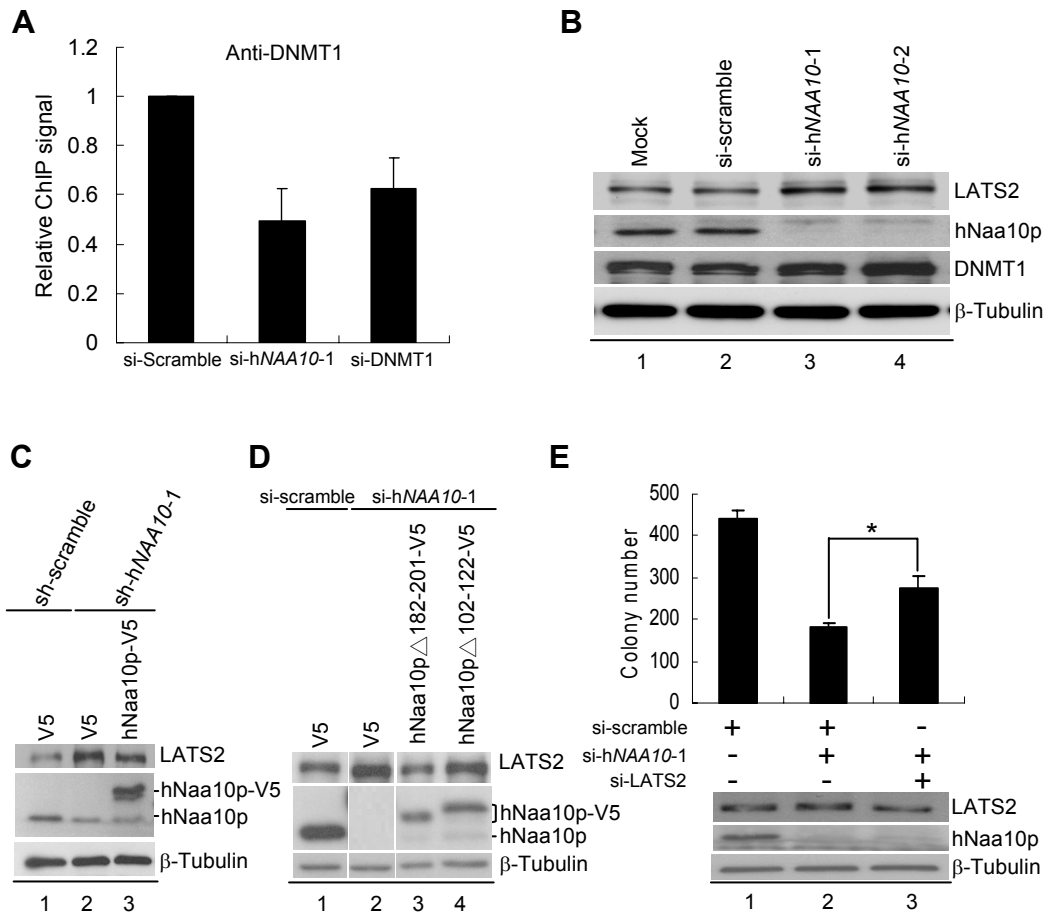 A
Anti-DNMT1
Relative ChIP signal
1.2
1
0.6
0.6
0.4
0.2
0
si-Scramble
si-hNAA10-1
si-DNMT1
B
Mock
si-scramble
si-hNAA10-1
si-hNAA10-2
LATS2
hNaa10p
DNMT1
β-Tubulin
1 2 3 4
C
sh-scramble
sh-hNAA10-1
V5
V5
hNaa10p-V5
LATS2
hNaa10p-V5
hNaa10p
β-Tubulin
1 2 3
D
si-scramble
si-hNAA10-1
V5
V5
hNaa10p△182-201-V5
hNaa10p△102-122-V5
LATS2
hNaa10p-V5
hNaa10p
β-Tubulin
1 2 3 4
E
Colony number
500
400
300
200
100
0
*
si-scramble + + -
si-hNAA10-1 - + +
si-LATS2 - - +
LATS2
hNaa10p
β-Tubulin
1 2 3